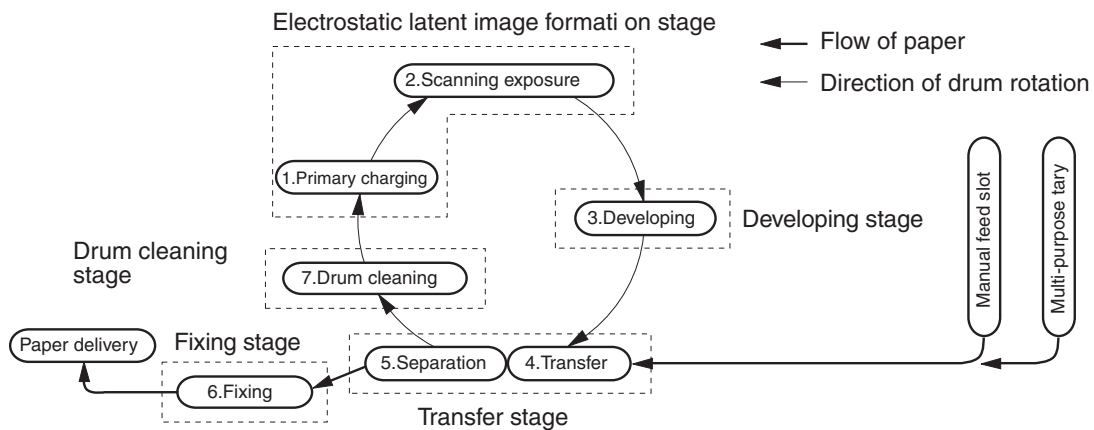 Electrostatic latent image formati on stage
Flow of paper
2.Scanning exposure
Direction of drum rotation
1.Primary charging
Manual feed slot
Multi-purpose tary
3.Developing
Developing stage
Drum cleaning
stage
7.Drum cleaning
Paper delivery
Fixing stage
5.Separation
4.Transfer
6.Fixing
Transfer stage